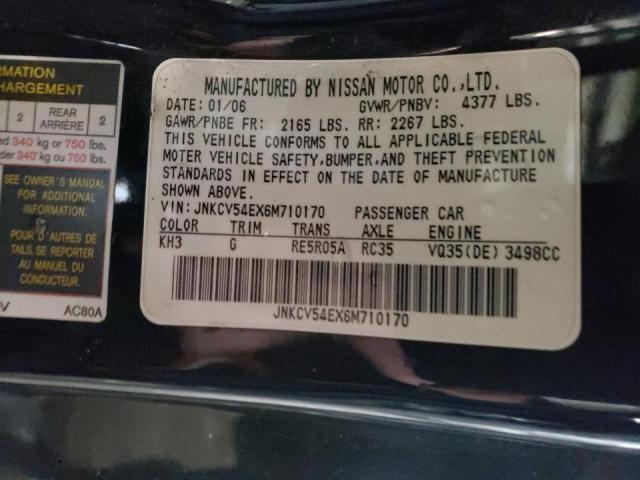 RMATION
HARGEMENT
2 REAR ARRIÈRE 2
340 kg or 750 lbs.
340 kg ou 750 lbs.
SEE OWNER'S MANUAL
FOR ADDITIONAL
INFORMATION
POUR D'AUTRES DE
TAILS, SE REPORTER
AU MANUEL DU
CONDUCTEUR.
AC80A
MANUFACTURED BY NISSAN MOTOR CO.,LTD.
DATE: 01/06 GVWR/PNBV: 4377 LBS.
GAWR/PNBE FR: 2165 LBS. RR: 2267 LBS.
THIS VEHICLE CONFORMS TO ALL APPLICABLE FEDERAL
MOTER VEHICLE SAFETY,BUMPER,AND THEFT PREVENTION
STANDARDS IN EFFECT ON THE DATE OF MANUFACTURE
SHOWN ABOVE.
VIN: JNKCV54EX6M710170 PASSENGER CAR
COLOR TRIM TRANS AXLE ENGINE
KH3 G RE5R05A RC35 VQ35(DE) 3498CC
JNKCV54EX6M710170